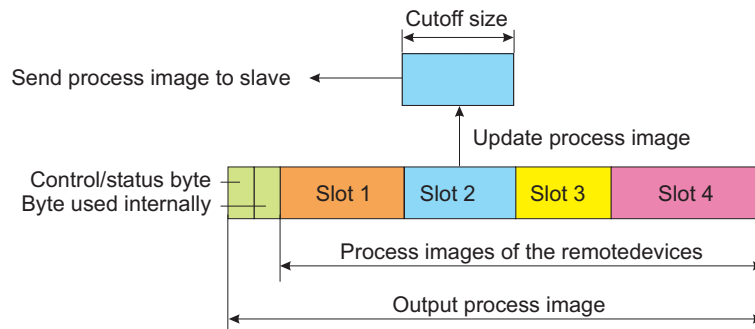 Cutoff size
Send process image to slave
Update process image
Control/status byte
Byte used internally
Slot 1
Slot 2
Slot 3
Slot 4
Process images of the remotedevices
Output process image